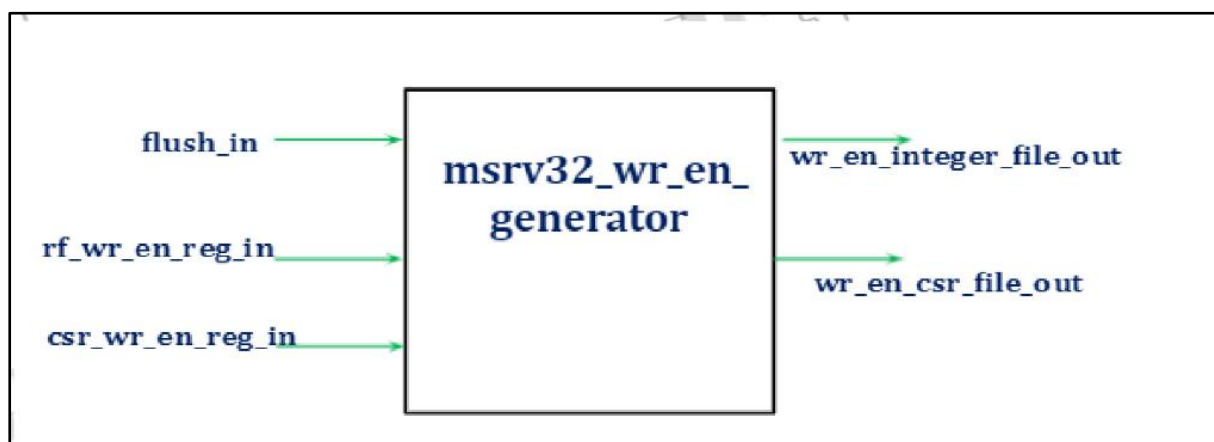 flush_in
rf_wr_en_reg_in
csr_wr_en_reg_in
msrv32_wr_en_
generator
wr_en_integer_file_out
wr_en_csr_file_out